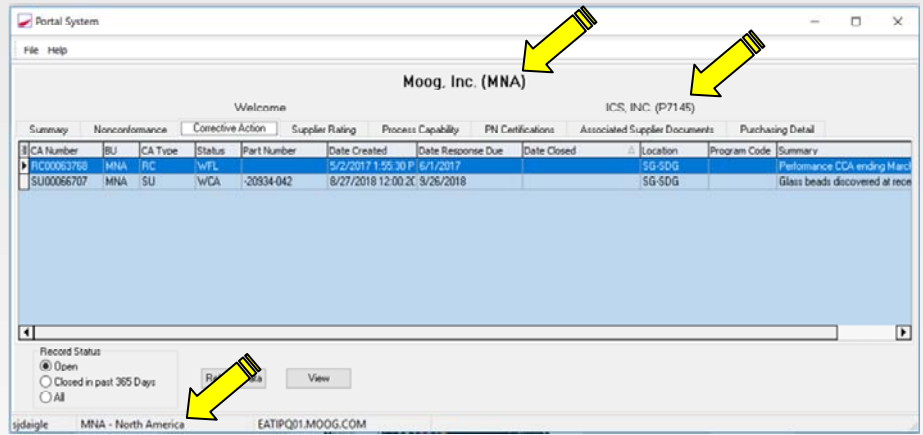 Portal System
File Help
Moog, Inc. (MNA)
Welcome ICS, INC. (P7145)
Summary Nonconformance Corrective Action Supplier Rating Process Capability PN Certifications Associated Supplier Documents Purchasing Detail
CA Number BU CA Type Status Part Number Date Created Date Response Due Date Closed Location Program Code Summary
RC00063768 MNA RC WFL 5/2/2017 1:55:30 P 6/1/2017 SG-SDG Performance CCA ending March
SU00066707 MNA SU WCA -20934-042 8/27/2018 12:00:20 9/26/2018 SG-SDG Glass beads discovered at rece
Record Status
Open
Closed in past 365 Days View
All
sjdaigle MNA - North America EATIPQ01.MOOG.COM